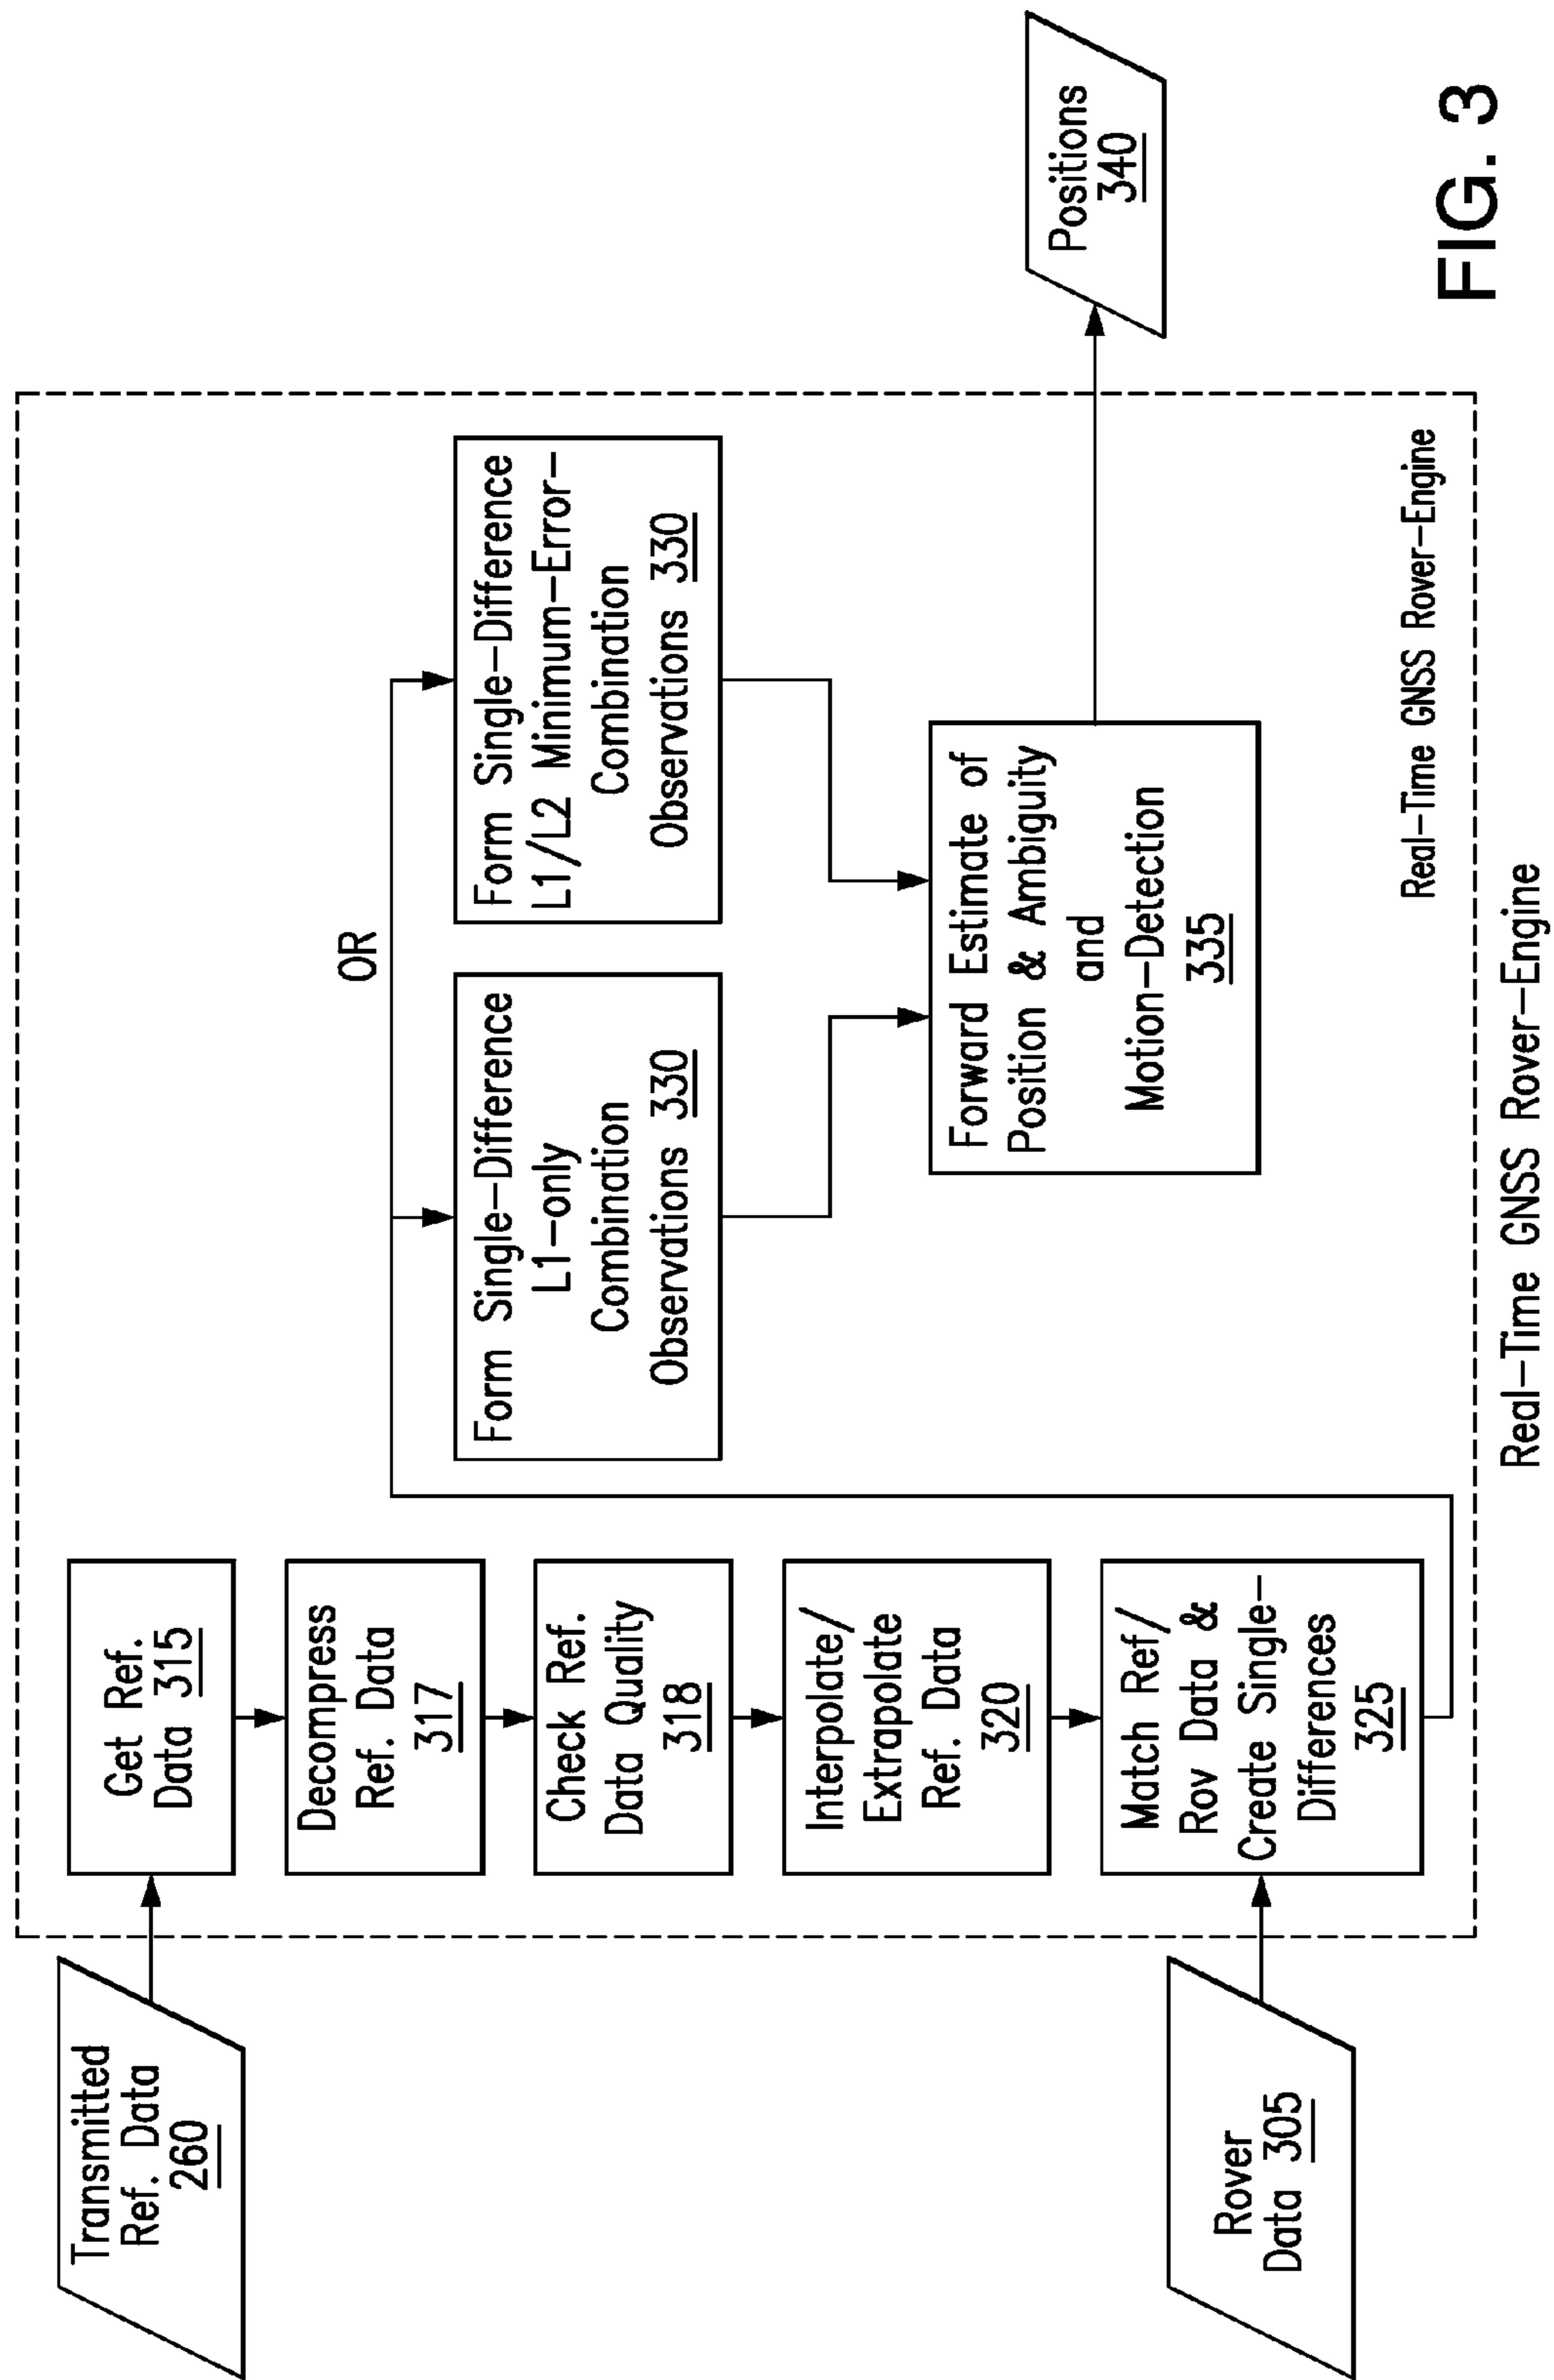 Transmitted
Ref. Data
260
Get Ref.
Data 315
Decompress
Ref. Data
317
Check Ref.
Data Quality
318
Interpolate/
Extrapolate
Ref. Data
320
Rover
Data 305
Match Ref/
Rov Data &
Create Single-
Differences
325
OR
Form Single-Difference
L1-only
Combination
Observations 330
Form Single-Difference
L1/L2 Minimum-Error-
Combination
Observations 330
Forward Estimate of
Position & Ambiguity
and
Motion-Detection
335
Positions
340
Real-Time GNSS Rover-Engine
Real-Time GNSS Rover-Engine
FIG. 3